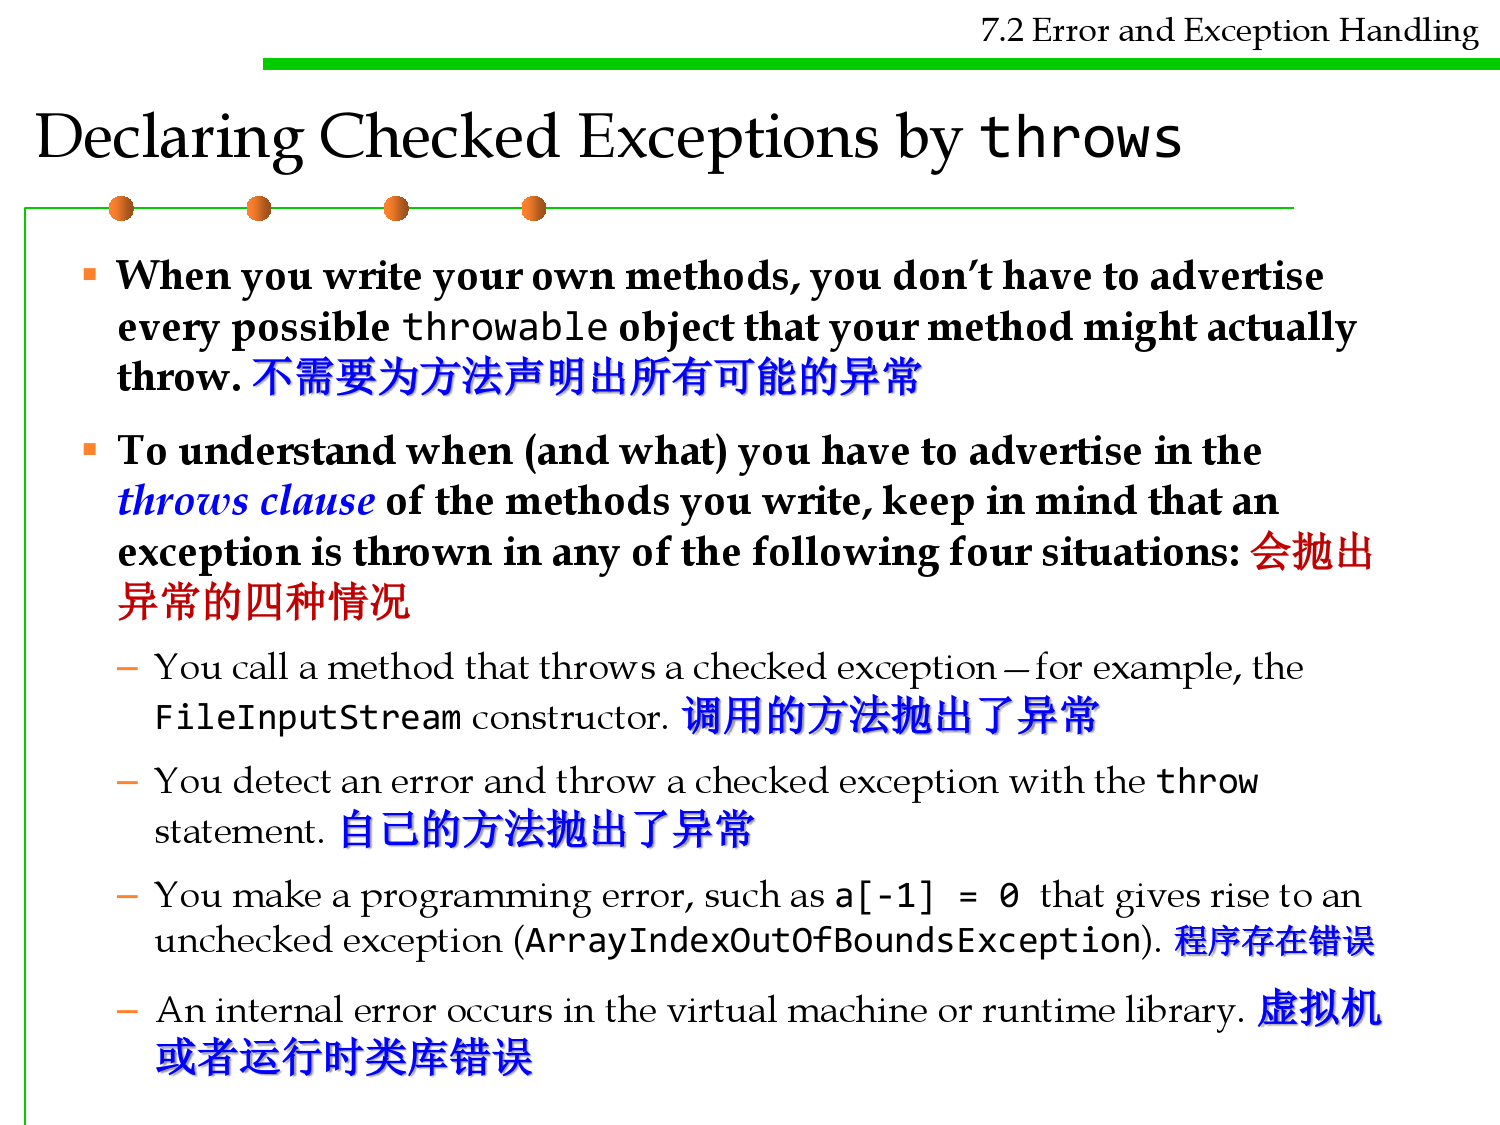 7.2 Error and Exception Handling
Declaring Checked Exceptions by throws
When you write your own methods, you don’t have to advertise
every possible throwable object that your method might actually
throw. 不需要为方法声明出所有可能的异常
To understand when (and what) you have to advertise in the
throws clause of the methods you write, keep in mind that an
exception is thrown in any of the following four situations: 会抛出
异常的四种情况
– You call a method that throws a checked exception—for example, the
FileInputStream constructor. 调用的方法抛出了异常
– You detect an error and throw a checked exception with the throw
statement. 自己的方法抛出了异常
– You make a programming error, such as a[-1] = 0 that gives rise to an
unchecked exception (ArrayIndexOutOfBoundsException). 程序存在错误
– An internal error occurs in the virtual machine or runtime library. 虚拟机
或者运行时类库错误